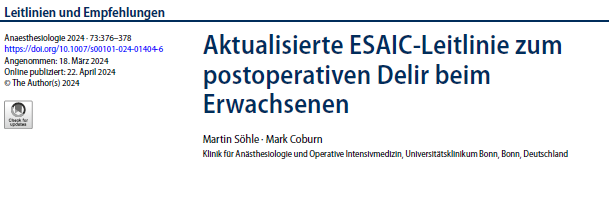 Leitlinien und Empfehlungen
Anaesthesiologie 2024 · 73:376–378
https://doi.org/10.1007/s00101-024-01404-6
Angenommen: 18. März 2024
Online publiziert: 22. April 2024
© The Author(s) 2024
Check for
updates
Aktualisierte ESAIC-Leitlinie zum
postoperativen Delir beim
Erwachsenen
Martin Söhle · Mark Coburn
Klinik für Anästhesiologie und Operative Intensivmedizin, Universitätsklinikum Bonn, Bonn, Deutschland